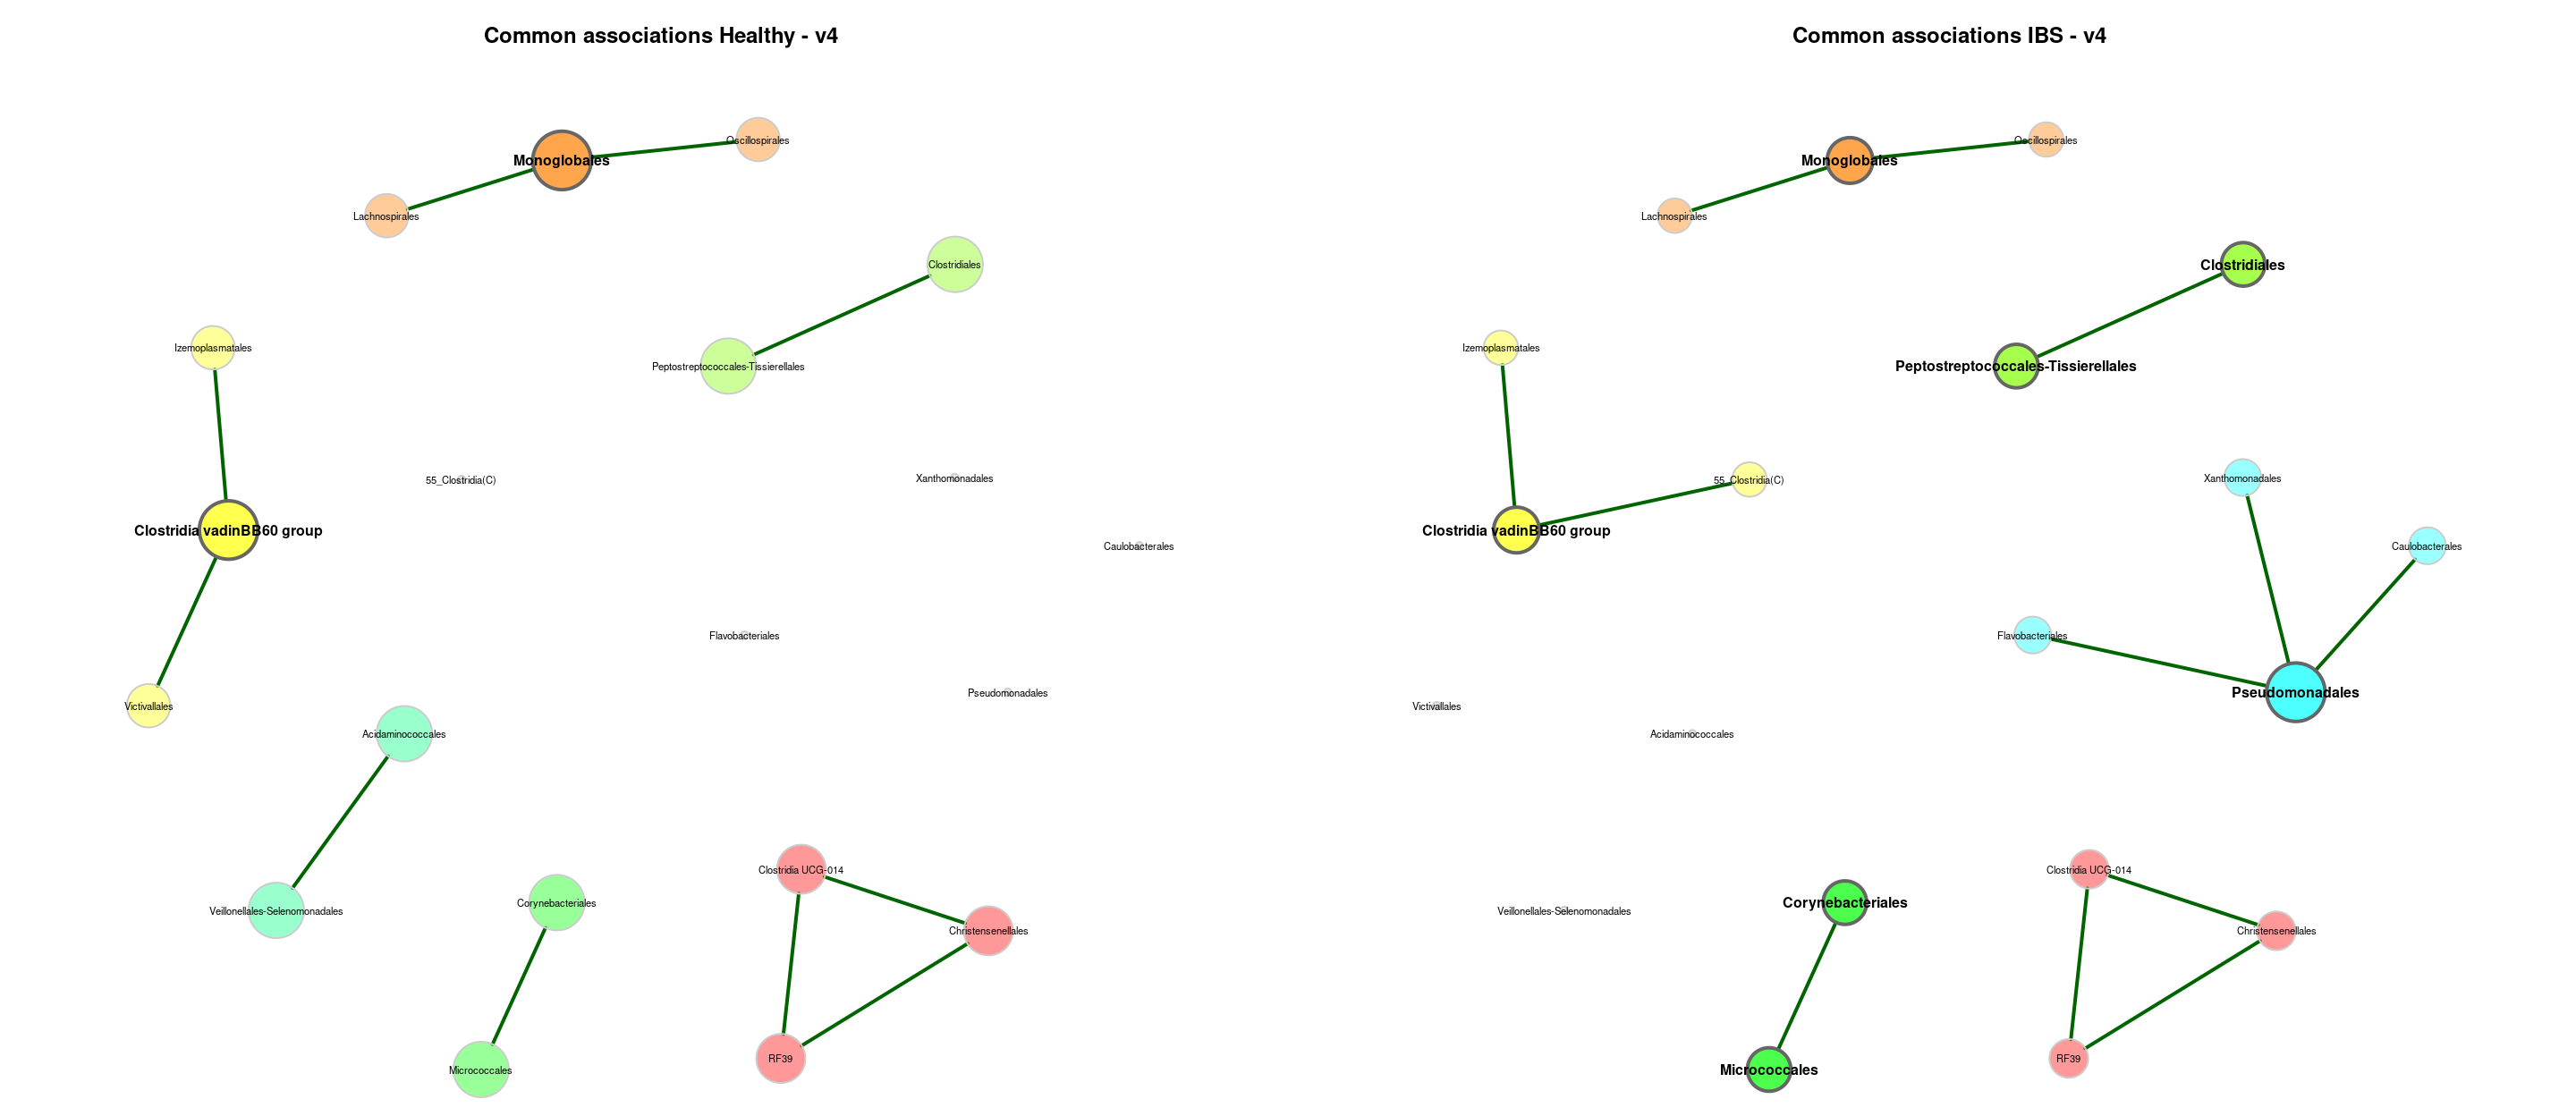 Common associations Healthy - v4
Oscillospirales
Monoglobales
Lachnospirales
Clostridiales
Izemoplasmatales
Peptostreptococcales-Tissierellales
55_Clostridia(C)
Xanthomonadales
Clostridia vadinBB60 group
Caulobacterales
Flavobacteriales
Pseudomonadales
Victivallales
Acidaminococcales
Clostridia UCG-014
Corynebacteriales
Veillonellales-Selenomonadales
Christensenellales
RF39
Micrococcales
Common associations IBS - v4
Oscillospirales
Monoglobales
Lachnospirales
Clostridiales
Izemoplasmatales
Peptostreptococcales-Tissierellales
55_Clostridia(C)
Xanthomonadales
Clostridia vadinBB60 group
Caulobacterales
Flavobacteriales
Pseudomonadales
Victivallales
Acidaminococcales
Clostridia UCG-014
Corynebacteriales
Veillonellales-Selenomonadales
Christensenellales
RF39
Micrococcales